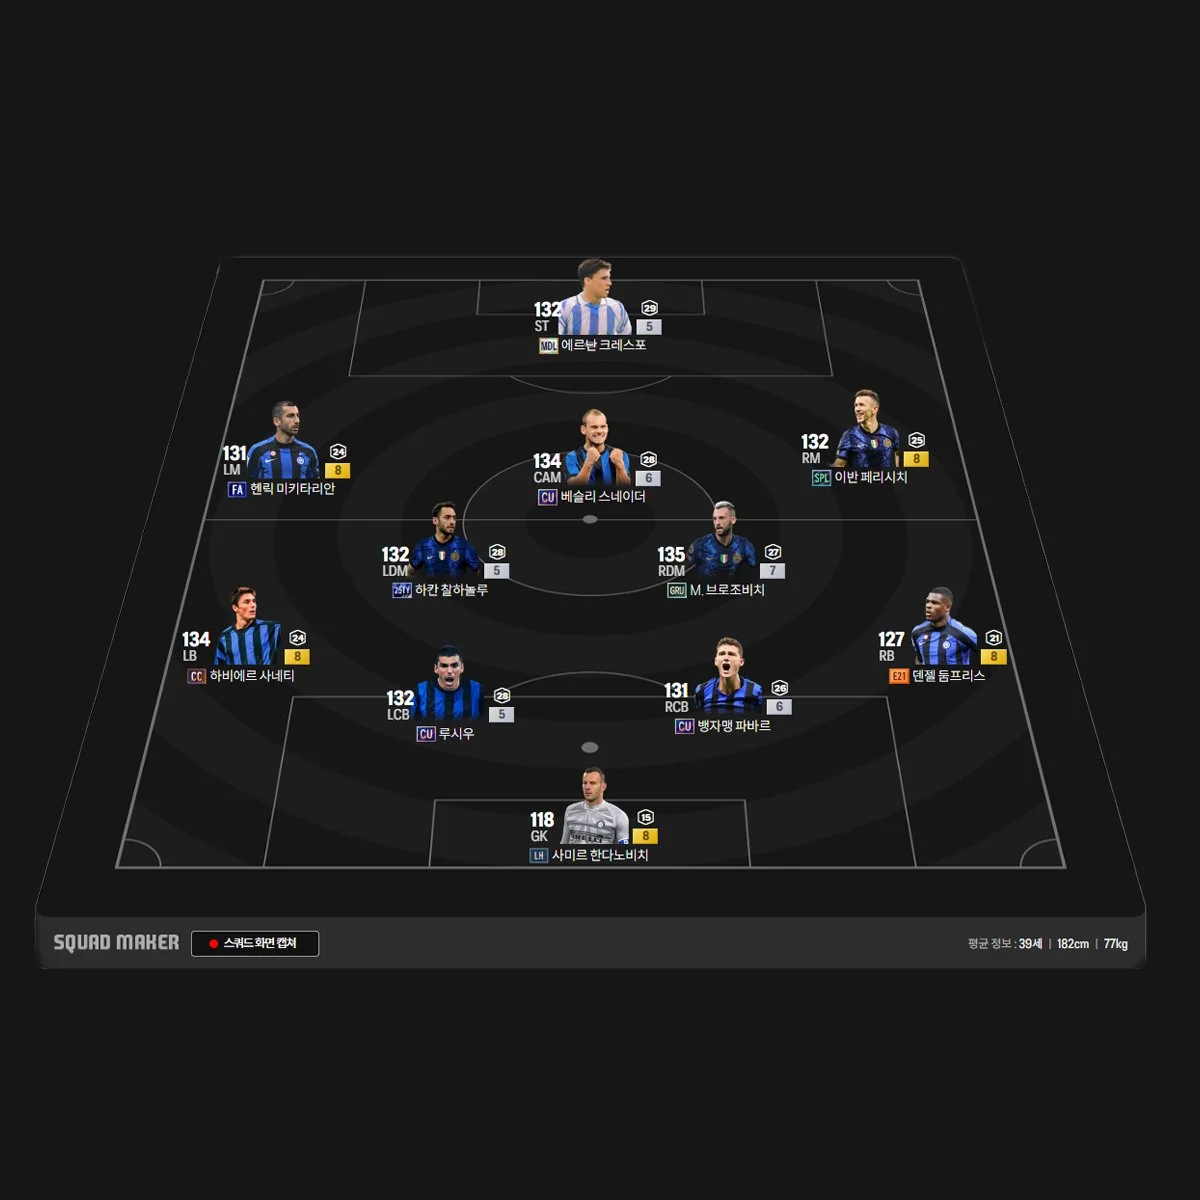 132
ST
29
5
MDL 에르난 크레스포
131
LM
24
8
FA 헨릭 미키타리안
134
CAM
28
6
CU 베슬리 스네이더
132
RM
25
8
SPL 이반 페리시치
132
LDM
28
5
25TY 하칸 찰하놀루
135
RDM
27
7
GRU M. 브로조비치
134
LB
24
8
CC 하비에르 사네티
132
LCB
28
5
CU 루시우
131
RCB
26
6
CU 뱅자맹 파바르
127
RB
21
8
E21 덴젤 둠프리스
118
GK
15
8
LH 사미르 한다노비치
SQUAD MAKER
스쿼드 화면 캡쳐
평균 정보 : 39세 | 182cm | 77kg